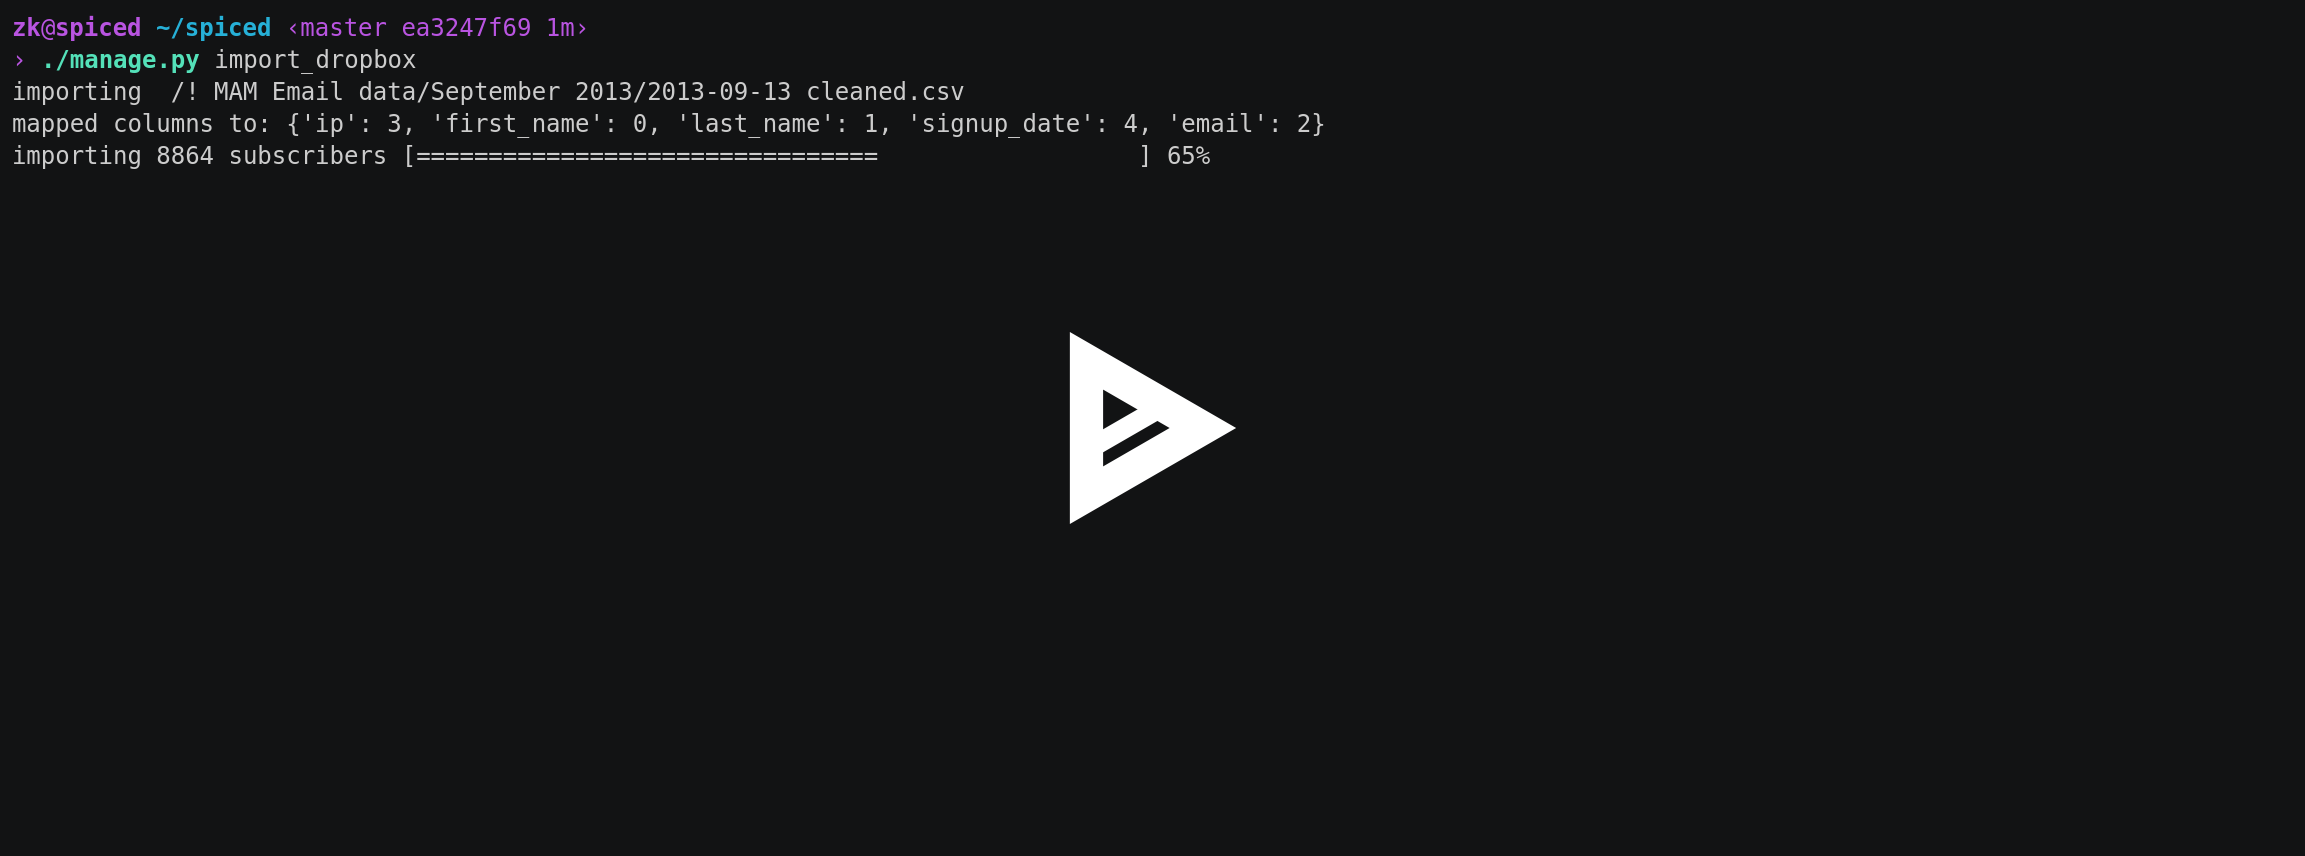 zk@spiced ~/spiced ‹master ea3247f69 1m›
› ./manage.py import_dropbox
importing  /! MAM Email data/September 2013/2013-09-13 cleaned.csv
mapped columns to: {'ip': 3, 'first_name': 0, 'last_name': 1, 'signup_date': 4, 'email': 2}
importing 8864 subscribers [================================                  ] 65%